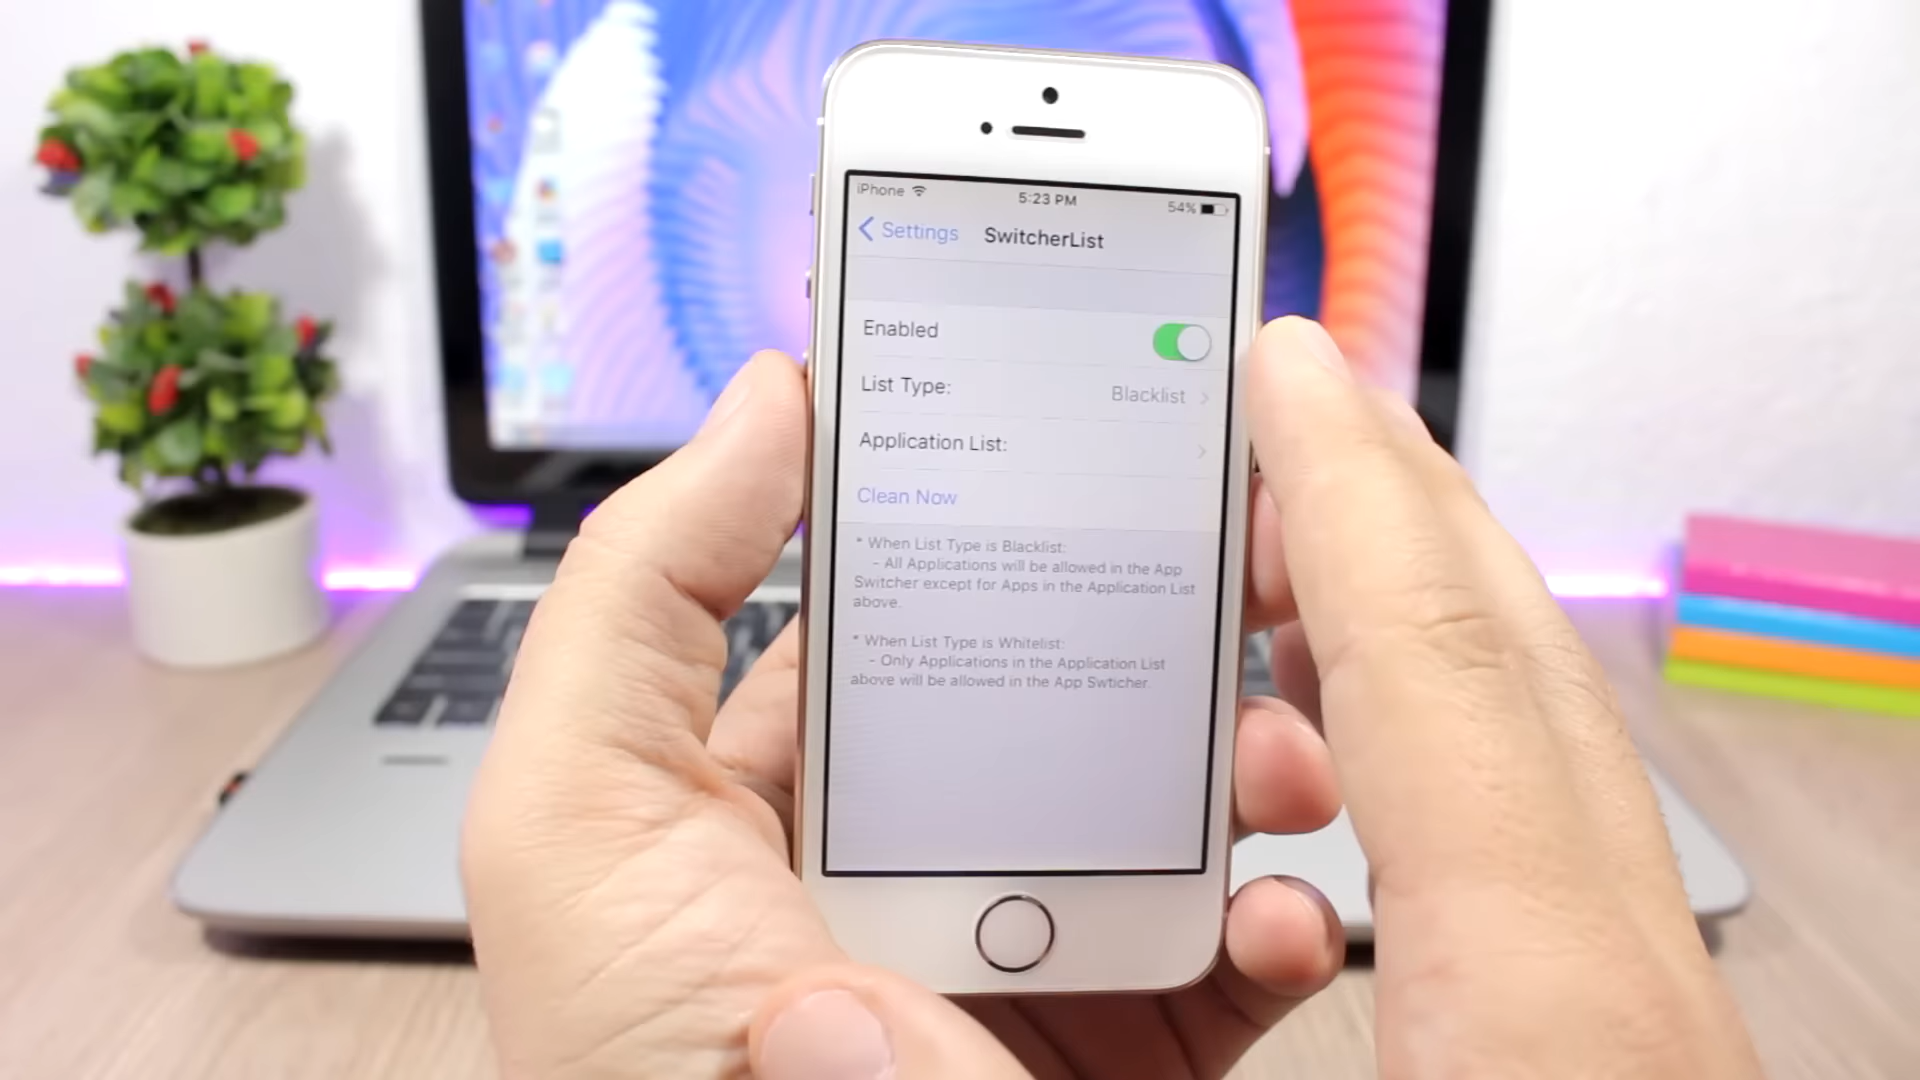 iPhone
5:23 PM
54%
Settings
SwitcherList
Enabled
List Type:
Blacklist
Application List:
Clean Now
* When List Type is Blacklist:
- All Applications will be allowed in the App
Switcher except for Apps in the Application List
above.
* When List Type is Whitelist:
- Only Applications in the Application List
above will be allowed in the App Swticher.